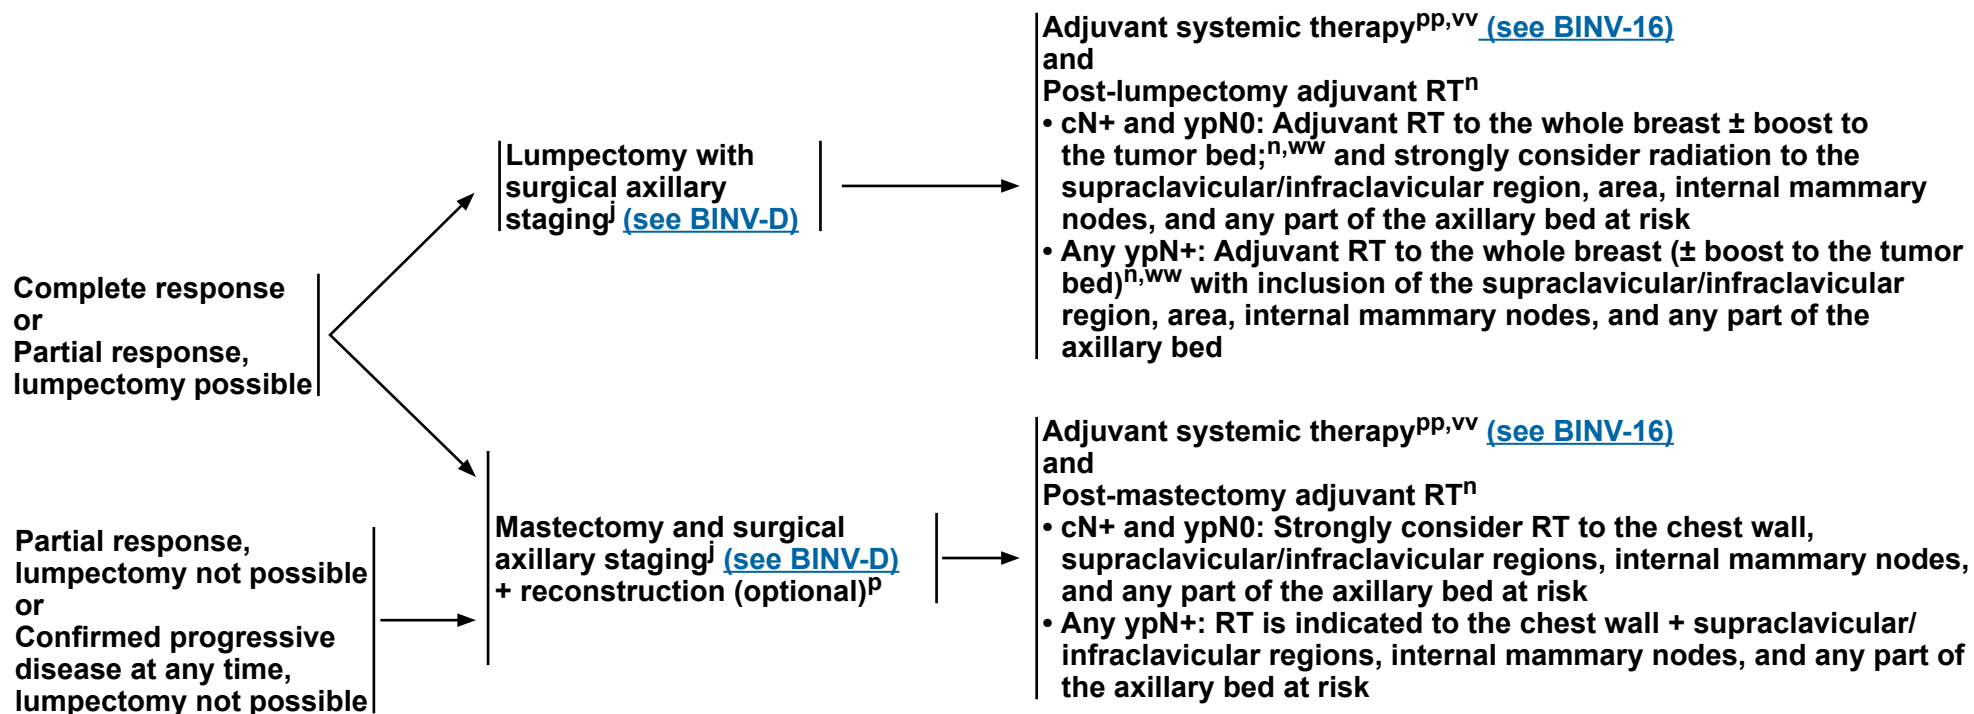 Complete response
or
Partial response,
lumpectomy possible
Partial response,
lumpectomy not possible
or
Confirmed progressive
disease at any time,
lumpectomy not possible
Lumpectomy with
surgical axillary
stagingj (see BINV-D)
Mastectomy and surgical
axillary stagingj (see BINV-D)
+ reconstruction (optional)p
Adjuvant systemic therapypp,vv (see BINV-16)
and
Post-lumpectomy adjuvant RTn
• cN+ and ypN0: Adjuvant RT to the whole breast ± boost to
the tumor bed;n,ww and strongly consider radiation to the
supraclavicular/infraclavicular region, area, internal mammary
nodes, and any part of the axillary bed at risk
• Any ypN+: Adjuvant RT to the whole breast (± boost to the tumor
bed)n,ww with inclusion of the supraclavicular/infraclavicular
region, area, internal mammary nodes, and any part of the
axillary bed
Adjuvant systemic therapypp,vv (see BINV-16)
and
Post-mastectomy adjuvant RTn
• cN+ and ypN0: Strongly consider RT to the chest wall,
supraclavicular/infraclavicular regions, internal mammary nodes,
and any part of the axillary bed at risk
• Any ypN+: RT is indicated to the chest wall + supraclavicular/
infraclavicular regions, internal mammary nodes, and any part of
the axillary bed at risk